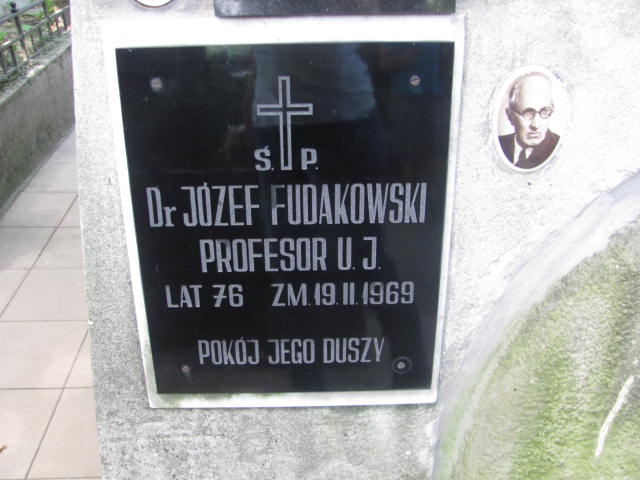 Ś. P.
Dr JÓZEF FUDAKOWSKI
PROFESOR U.J.
LAT 76 ZM.19.II.1969
POKÓJ JEGO DUSZY